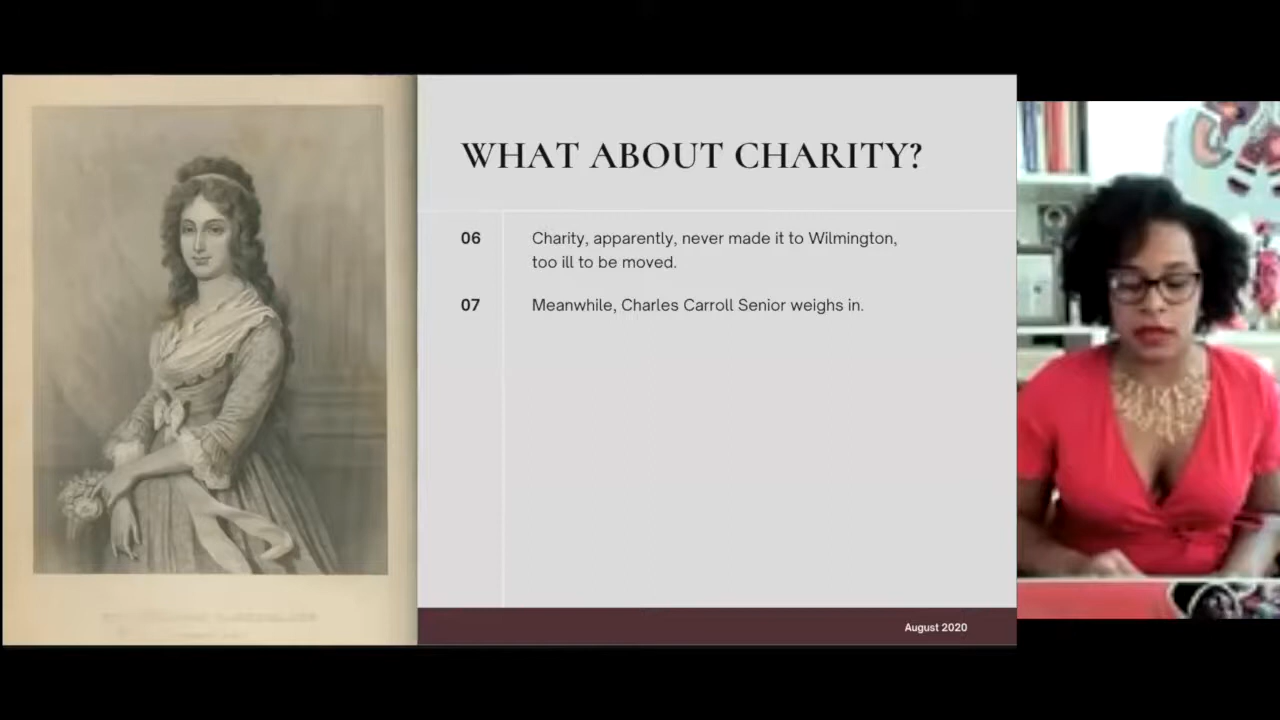 WHAT ABOUT CHARITY?
06 Charity, apparently, never made it to Wilmington,
too ill to be moved.
07 Meanwhile, Charles Carroll Senior weighs in.
August 2020